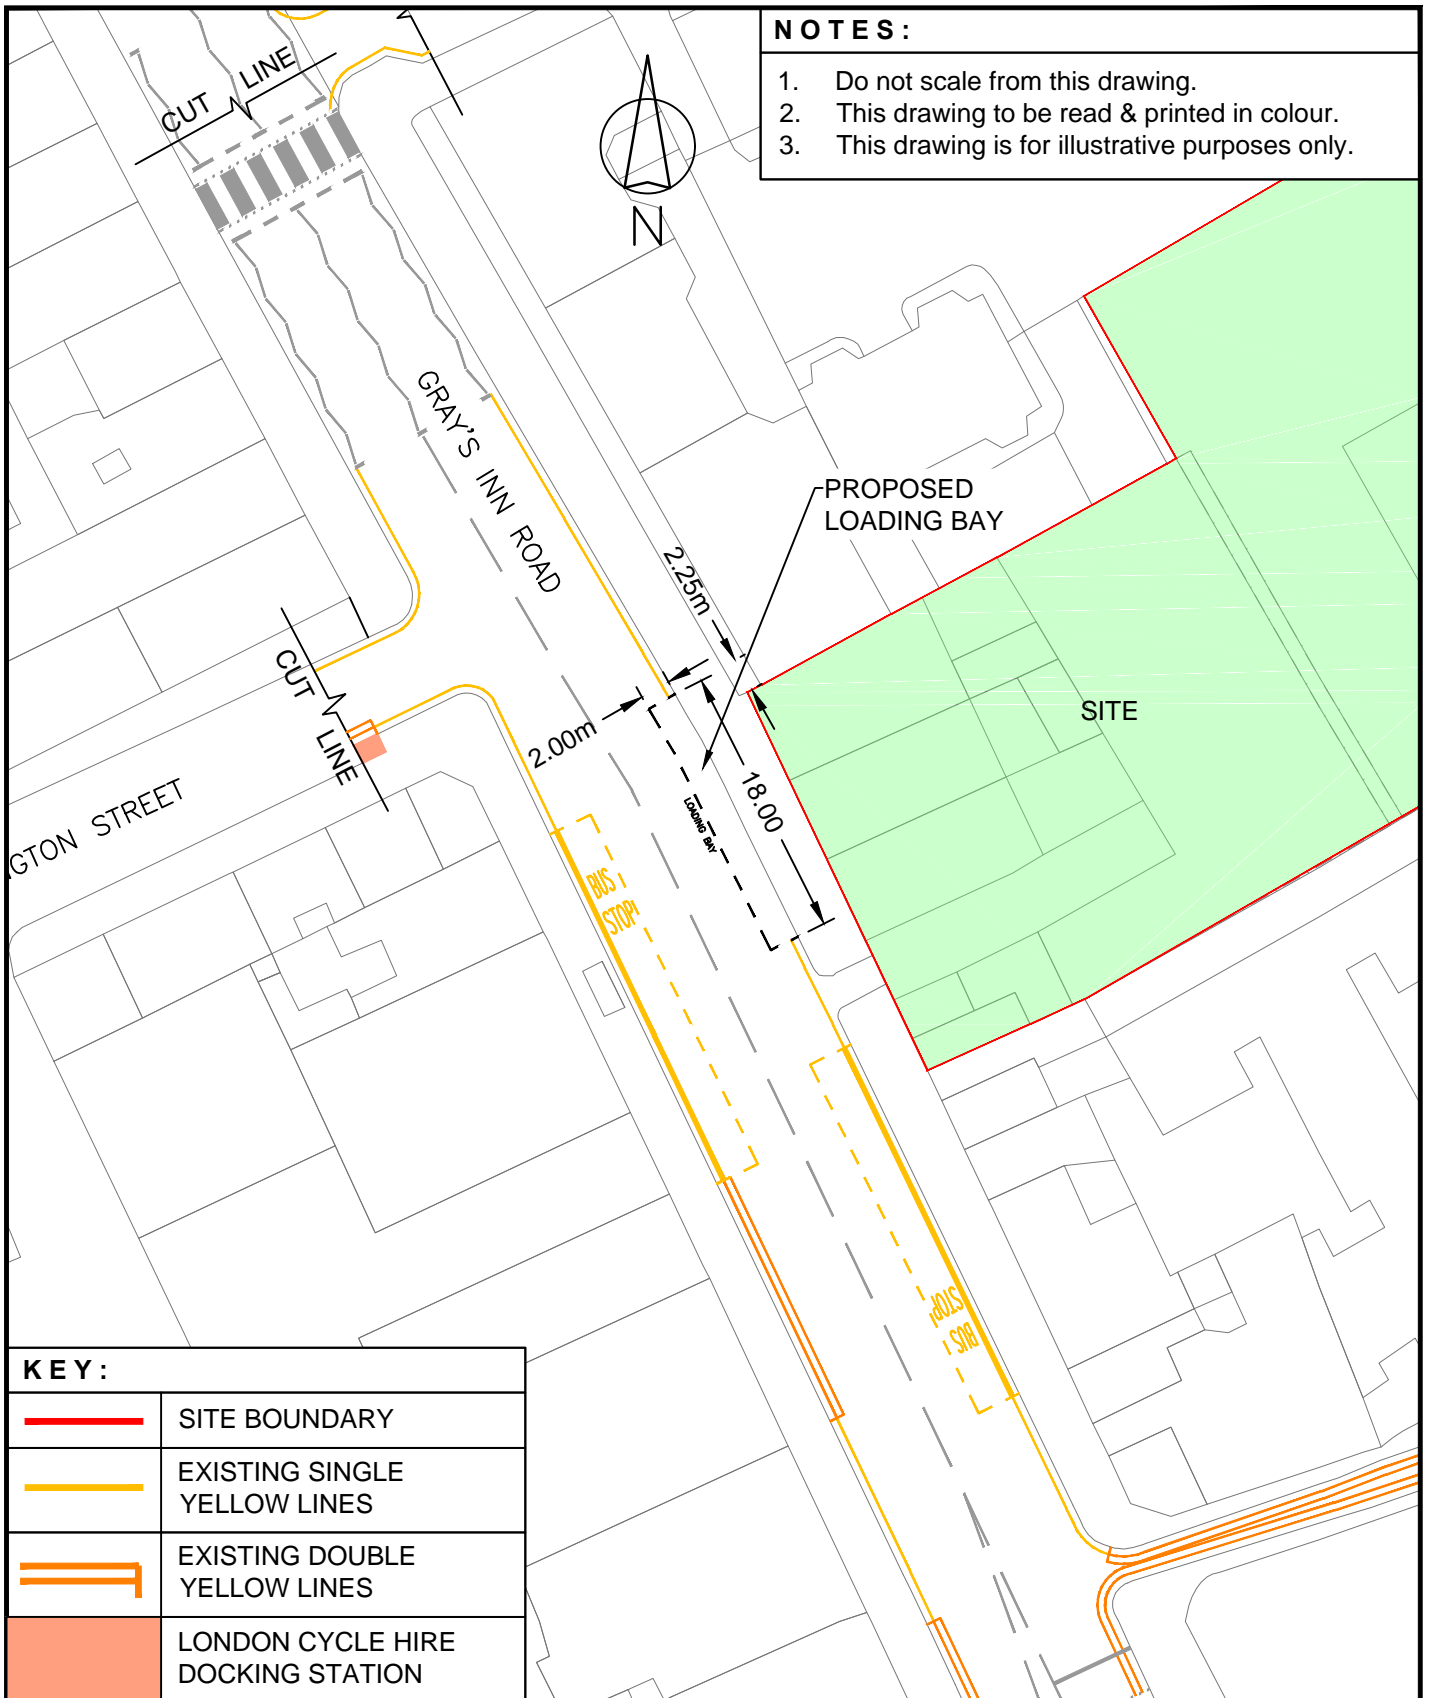 NOTES:
1. Do not scale from this drawing.
2. This drawing to be read & printed in colour.
3. This drawing is for illustrative purposes only.
CUT LINE
N
GRAY'S INN ROAD
PROPOSED
LOADING BAY
2.25m
CUT LINE
2.00m
18.00
SITE
LOADING BAY
GTON STREET
BUS
STOP
BUS
STOP
KEY:
SITE BOUNDARY
EXISTING SINGLE
YELLOW LINES
EXISTING DOUBLE
YELLOW LINES
LONDON CYCLE HIRE
DOCKING STATION